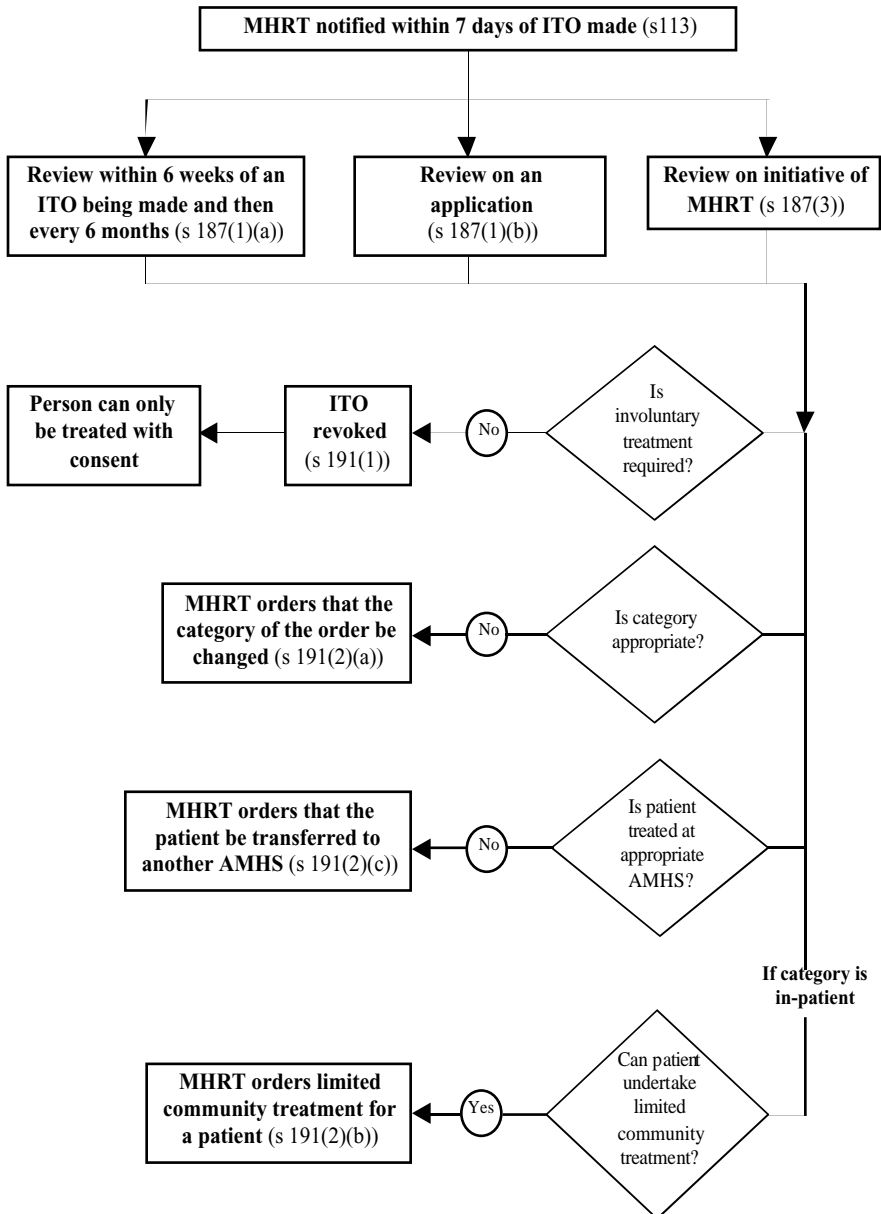 MHRT notified within 7 days of ITO made (s113)
Review within 6 weeks of an
ITO being made and then
every 6 months (s 187(1)(a))
Review on an
application
(s 187(1)(b))
Review on initiative of
MHRT (s 187(3))
Person can only
be treated with
consent
ITO
revoked
(s 191(1))
No
Is
involuntary
treatment
required?
MHRT orders that the
category of the order be
changed (s 191(2)(a))
No
Is category
appropriate?
MHRT orders that the
patient be transferred to
another AMHS (s 191(2)(c))
No
Is patient
treated at
appropriate
AMHS?
If category is
in-patient
MHRT orders limited
community treatment for
a patient (s 191(2)(b))
Yes
Can patient
undertake
limited
community
treatment?